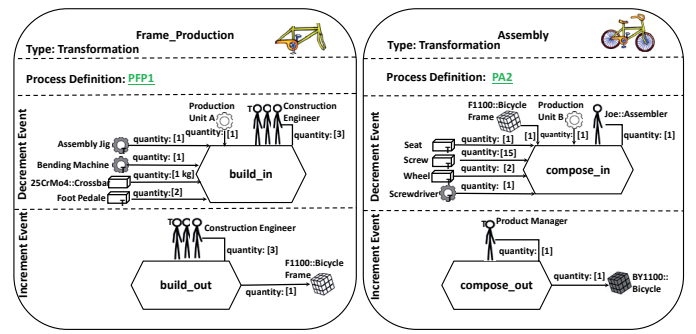 Frame_Production
Type: Transformation
Process Definition: PFP1
Decrement Event
Production
Unit A
quantity: [1]
T
Construction
Engineer
quantity: [3]
Assembly Jig
quantity: [1]
T
Bending Machine
quantity: [1]
T
25CrMo4::Crossbar
quantity:[1 kg]
Foot Pedale
quantity:[2]
T
build_in
Increment Event
T
Construction Engineer
quantity: [3]
build_out
F1100::Bicycle
Frame
quantity: [1]
Assembly
Type: Transformation
Process Definition: PA2
Decrement Event
F1100::Bicycle
Frame
[1]
Production
Unit B
quantity: [1]
Joe::Assembler
quantity: [1]
Seat
quantity: [1]
T
Screw
quantity: [15]
T
Wheel
quantity: [2]
T
Screwdriver
quantity: [1]
T
compose_in
Increment Event
T
Product Manager
quantity: [1]
compose_out
quantity: [1]
BY1100::
Bicycle